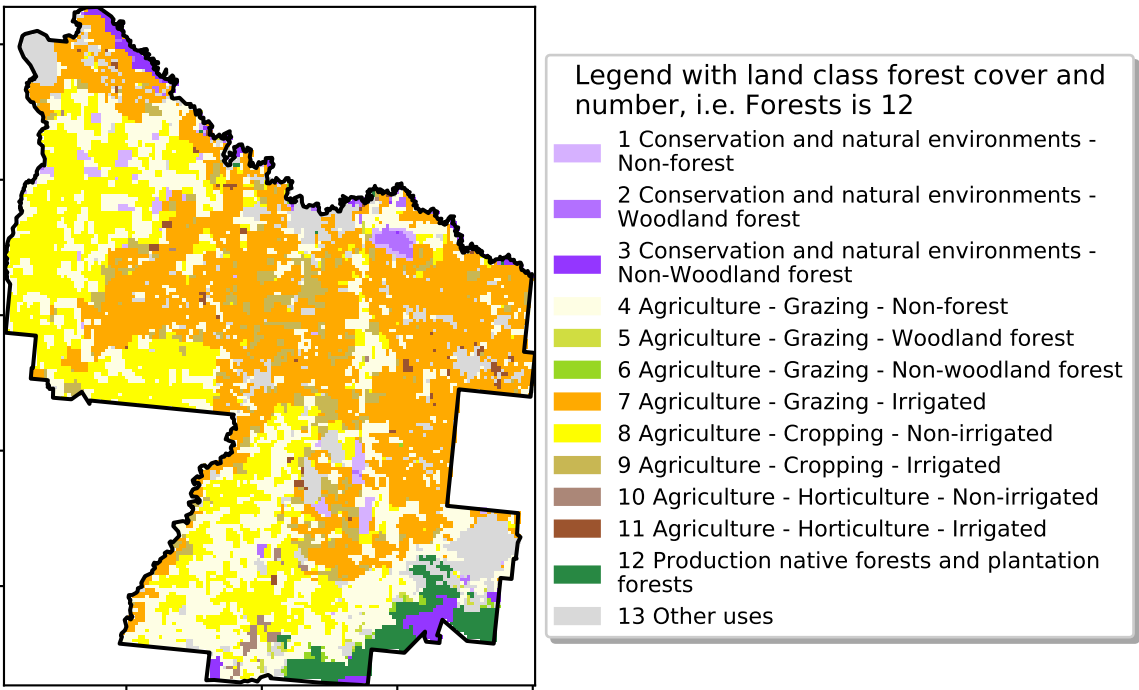 Legend with land class forest cover and
number, i.e. Forests is 12
1 Conservation and natural environments -
Non-forest
2 Conservation and natural environments -
Woodland forest
3 Conservation and natural environments -
Non-Woodland forest
4 Agriculture - Grazing - Non-forest
5 Agriculture - Grazing - Woodland forest
6 Agriculture - Grazing - Non-woodland forest
7 Agriculture - Grazing - Irrigated
8 Agriculture - Cropping - Non-irrigated
9 Agriculture - Cropping - Irrigated
10 Agriculture - Horticulture - Non-irrigated
11 Agriculture - Horticulture - Irrigated
12 Production native forests and plantation
forests
13 Other uses